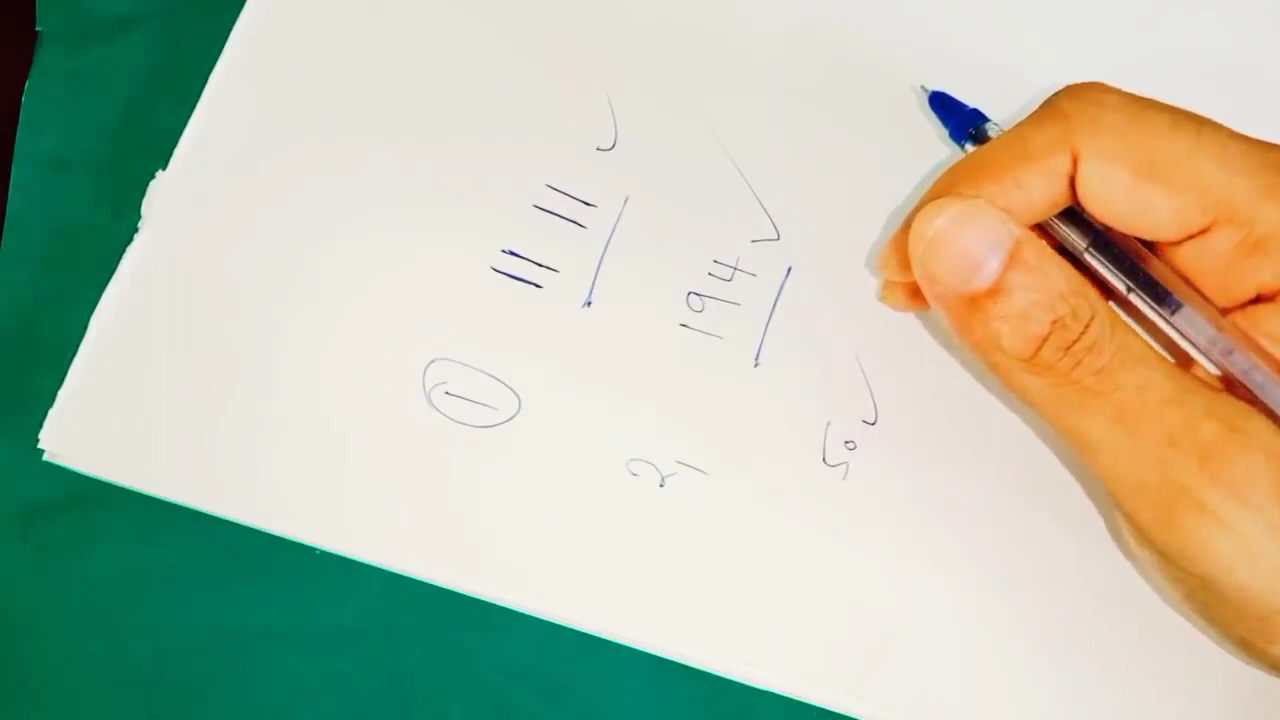 ① 11 11 ✓
2, 194 ✓
50 ✓